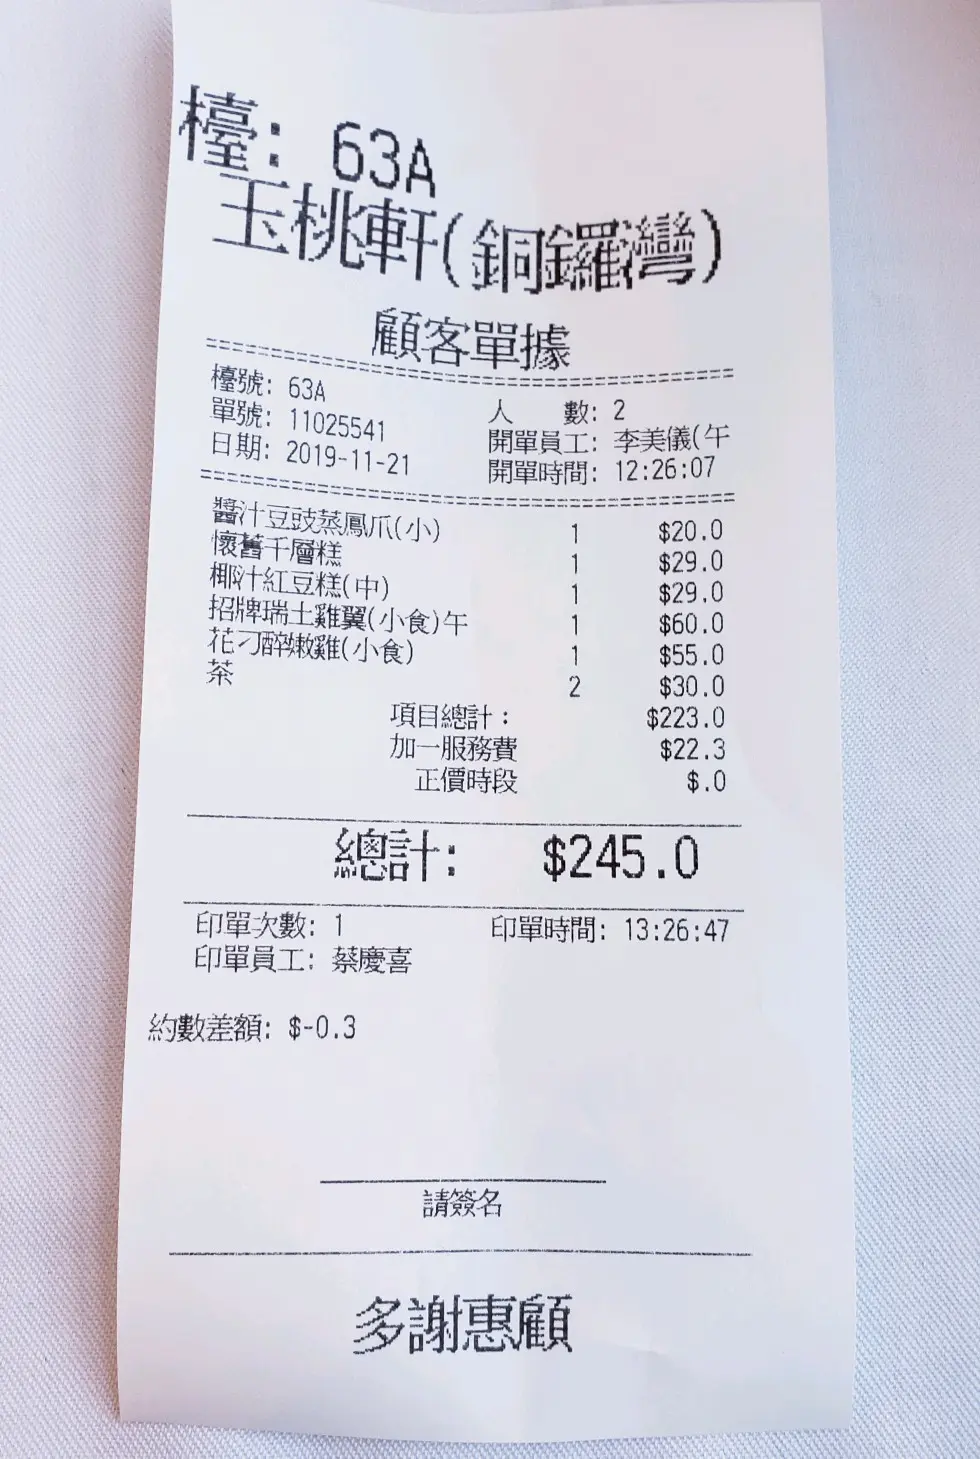 檯: 63A
玉桃軒(銅鑼灣)
顧客單據
檯號: 63A 人 數: 2
單號: 11025541 開單員工: 李美儀(午
日期: 2019-11-21 開單時間: 12:26:07
醬汁豆豉蒸鳳爪(小) 1 $20.0
懷舊千層糕 1 $29.0
椰汁紅豆糕(中) 1 $29.0
招牌瑞士雞翼(小食)午 1 $60.0
花刁醉嫩雞(小食) 1 $55.0
茶 2 $30.0
項目總計: $223.0
加一服務費 $22.3
正價時段 $.0
總計: $245.0
印單次數: 1 印單時間: 13:26:47
印單員工: 蔡慶喜
約數差額: $-0.3
請簽名
多謝惠顧